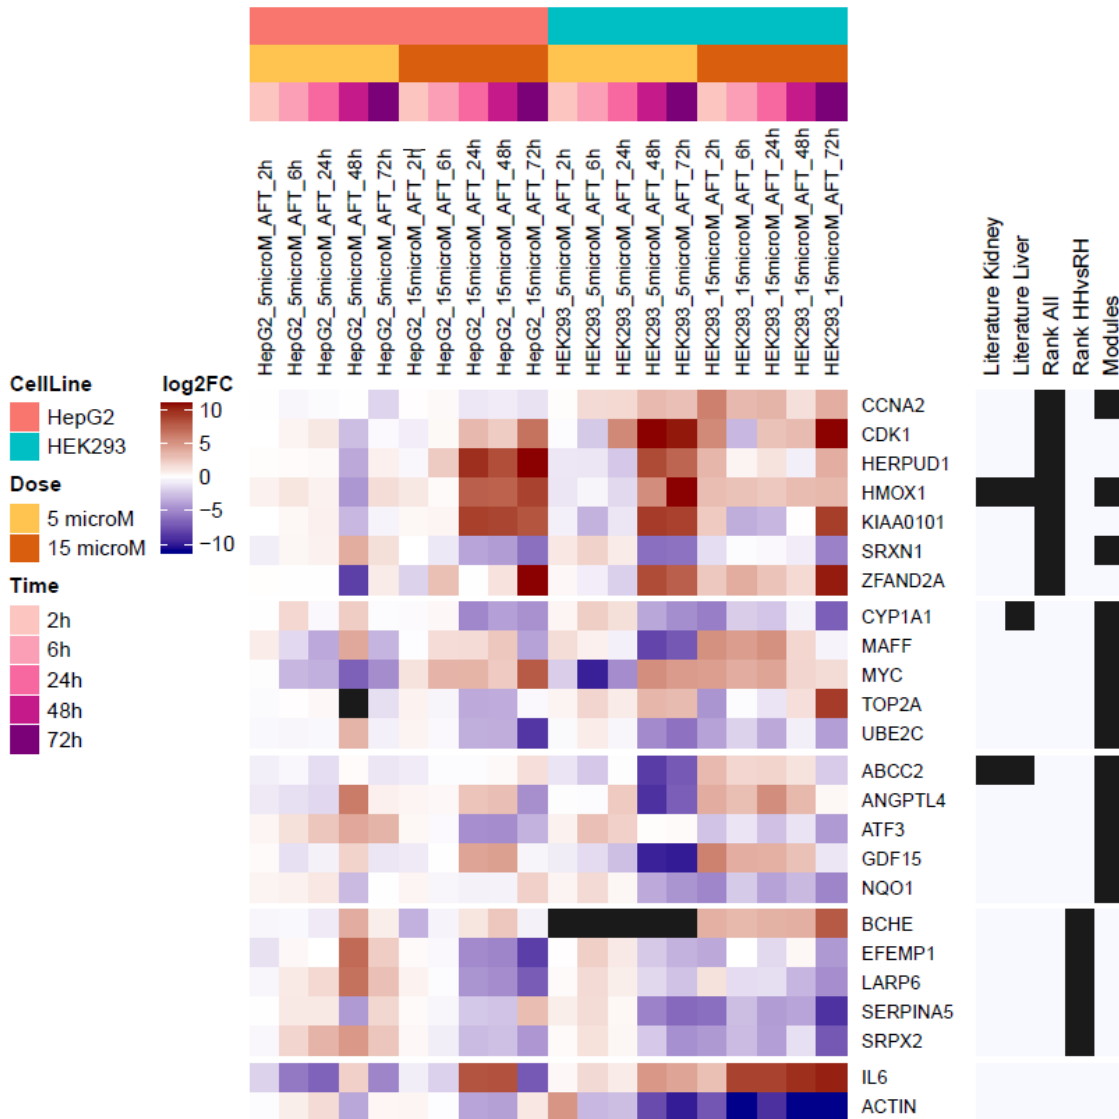 HepG2_5microM_AFT_2h
HepG2_5microM_AFT_6h
HepG2_5microM_AFT_24h
HepG2_5microM_AFT_48h
HepG2_5microM_AFT_72h
HepG2_15microM_AFT_2h
HepG2_15microM_AFT_6h
HepG2_15microM_AFT_24h
HepG2_15microM_AFT_48h
HepG2_15microM_AFT_72h
HEK293_5microM_AFT_2h
HEK293_5microM_AFT_6h
HEK293_5microM_AFT_24h
HEK293_5microM_AFT_48h
HEK293_5microM_AFT_72h
HEK293_15microM_AFT_2h
HEK293_15microM_AFT_6h
HEK293_15microM_AFT_24h
HEK293_15microM_AFT_48h
HEK293_15microM_AFT_72h
Literature Kidney
Literature Liver
Rank All
Rank HHvsRH
Modules
CellLine
HepG2
HEK293
Dose
5 microM
15 microM
Time
2h
6h
24h
48h
72h
log2FC
10
5
0
−5
−10
CCNA2
CDK1
HERPUD1
HMOX1
KIAA0101
SRXN1
ZFAND2A
CYP1A1
MAFF
MYC
TOP2A
UBE2C
ABCC2
ANGPTL4
ATF3
GDF15
NQO1
BCHE
EFEMP1
LARP6
SERPINA5
SRPX2
IL6
ACTIN